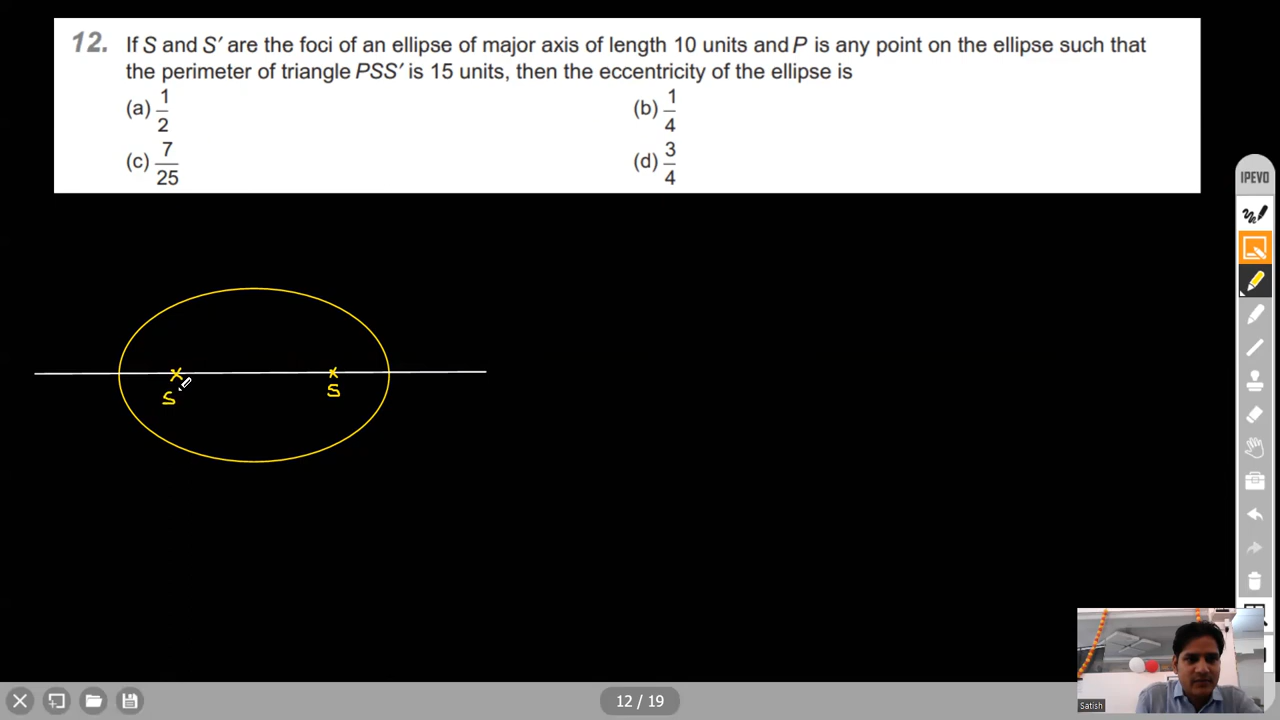 12. If S and S′ are the foci of an ellipse of major axis of length 10 units and P is any point on the ellipse such that
the perimeter of triangle PSS′ is 15 units, then the eccentricity of the ellipse is
(a) 1/2 (b) 1/4
(c) 7/25 (d) 3/4
IPEVO
S S
12 / 19
Satish